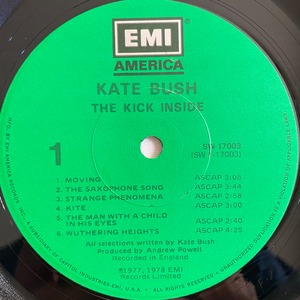 EMI
AMERICA
KATE BUSH
THE KICK INSIDE
1
SW-17003
(SW-1-17003)
1. MOVING ASCAP 3:08
2. THE SAXOPHONE SONG ASCAP 3:44
3. STRANGE PHENOMENA ASCAP 2:58
4. KITE ASCAP 3:00
5. THE MAN WITH A CHILD
IN HIS EYES ASCAP 2:40
6. WUTHERING HEIGHTS ASCAP 4:25
All selections written by Kate Bush
Produced by Andrew Powell
Recorded in England
℗1977, 1978 EMI
Records Limited